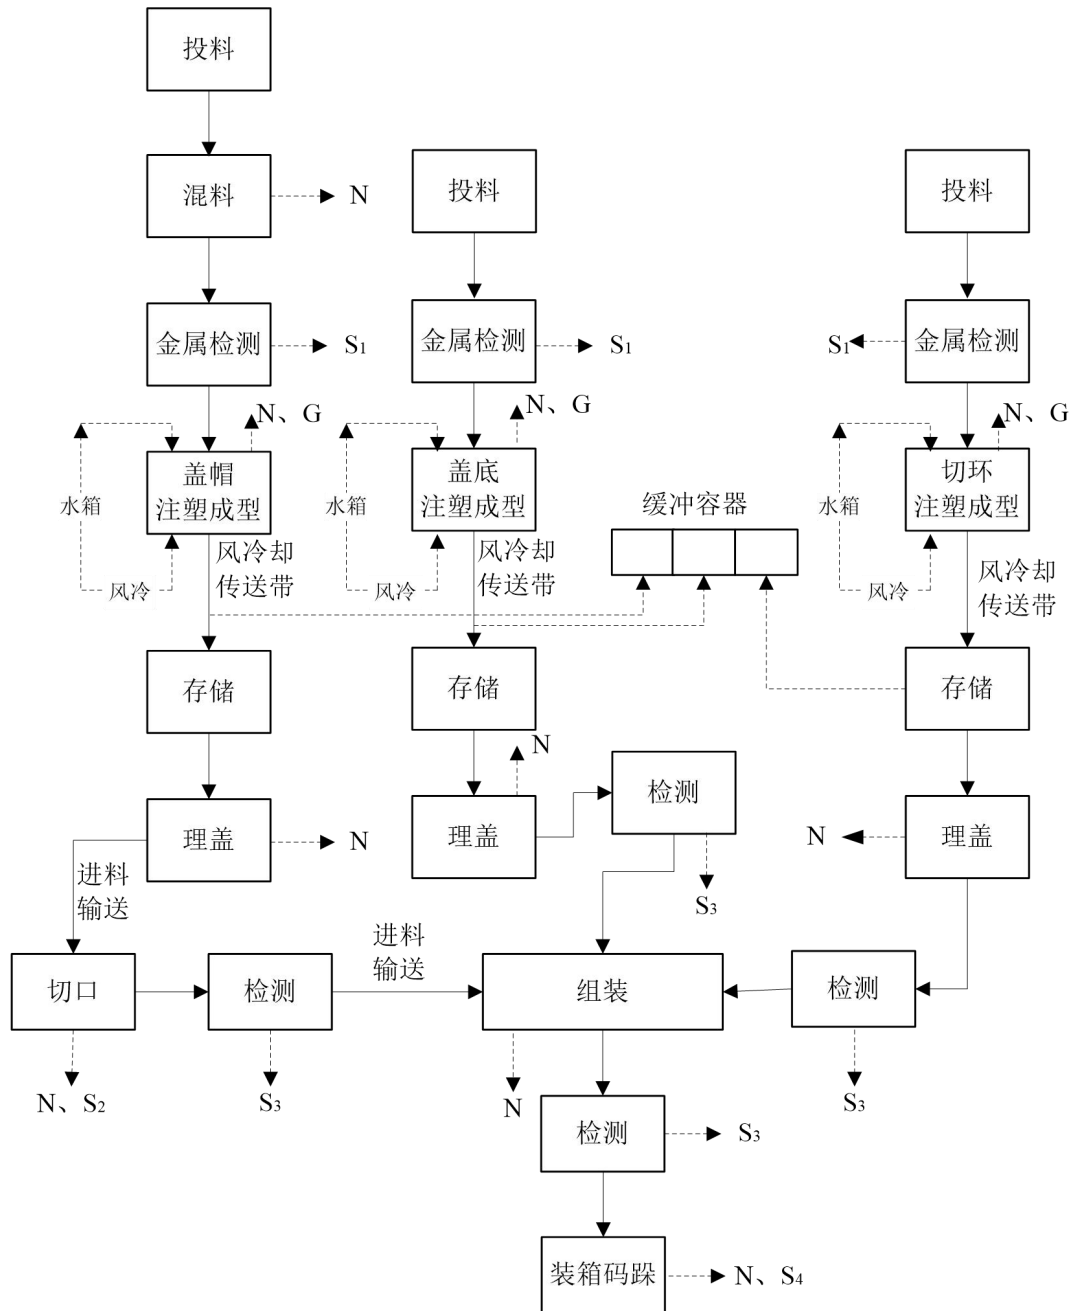 投料
混料
N
投料
投料
金属检测
S1
金属检测
S1
S1
金属检测
N、G
N、G
N、G
盖帽
注塑成型
盖底
注塑成型
切环
注塑成型
水箱
水箱
水箱
缓冲容器
风冷却
传送带
风冷却
传送带
风冷却
传送带
风冷
风冷
风冷
存储
存储
存储
N
检测
理盖
N
理盖
N
理盖
进料
输送
S3
进料
输送
切口
检测
组装
检测
N、S2
S3
N
S3
检测
S3
装箱码跺
N、S4